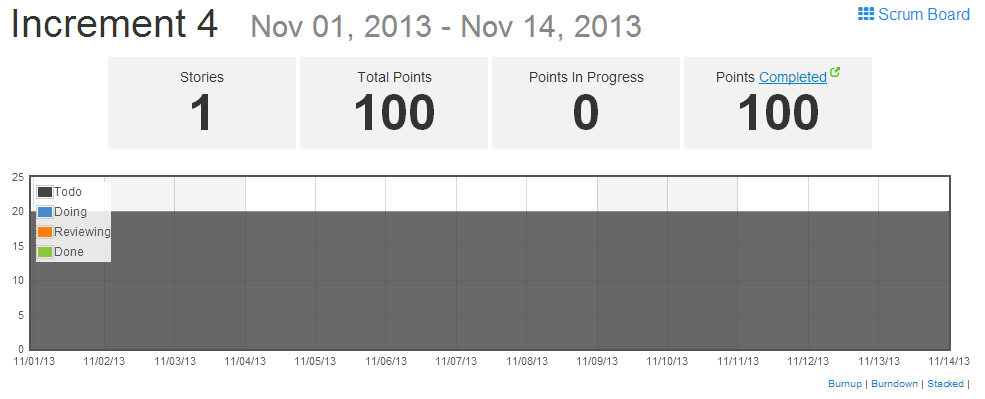 Increment 4 Nov 01, 2013 - Nov 14, 2013
Scrum Board
Stories
1
Total Points
100
Points In Progress
0
Points Completed
100
25
20
15
10
5
0
Todo
Doing
Reviewing
Done
11/01/13 11/02/13 11/03/13 11/04/13 11/05/13 11/06/13 11/07/13 11/08/13 11/09/13 11/10/13 11/11/13 11/12/13 11/13/13 11/14/13
Burnup | Burndown | Stacked |